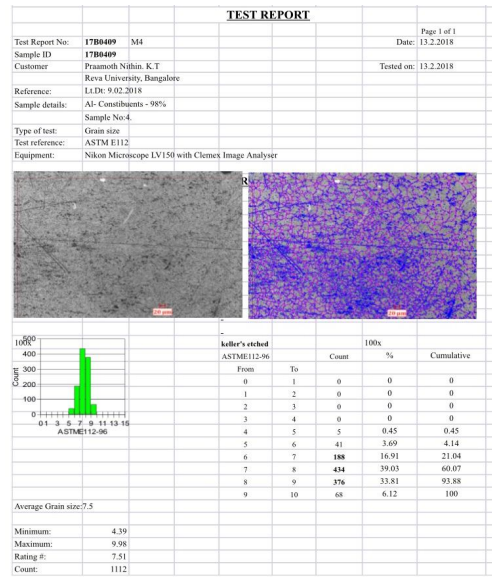 TEST REPORT
Page 1 of 1
Test Report No: 17B0409 M4 Date: 13.2.2018
Sample ID 17B0409
Customer Praamoth Nithin. K.T Tested on: 13.2.2018
Reva University, Bangalore
Reference: Lt.Dt: 9.02.2018
Sample details: Al- Constibuents - 98%
Sample No:4.
Type of test: Grain size
Test reference: ASTM E112
Equipment: Nikon Microscope LV150 with Clemex Image Analyser
R
20 µm 20 µm
100x keller's etched 100x
500
400
300
200
100
0
Count
01 3 5 7 9 11 13 15
ASTME112-96
ASTME112-96 Count % Cumulative
From To
0 1 0 0 0
1 2 0 0 0
2 3 0 0 0
3 4 0 0 0
4 5 5 0.45 0.45
5 6 41 3.69 4.14
6 7 188 16.91 21.04
7 8 434 39.03 60.07
8 9 376 33.81 93.88
9 10 68 6.12 100
Average Grain size:7.5
Minimum: 4.39
Maximum: 9.98
Rating #: 7.51
Count: 1112